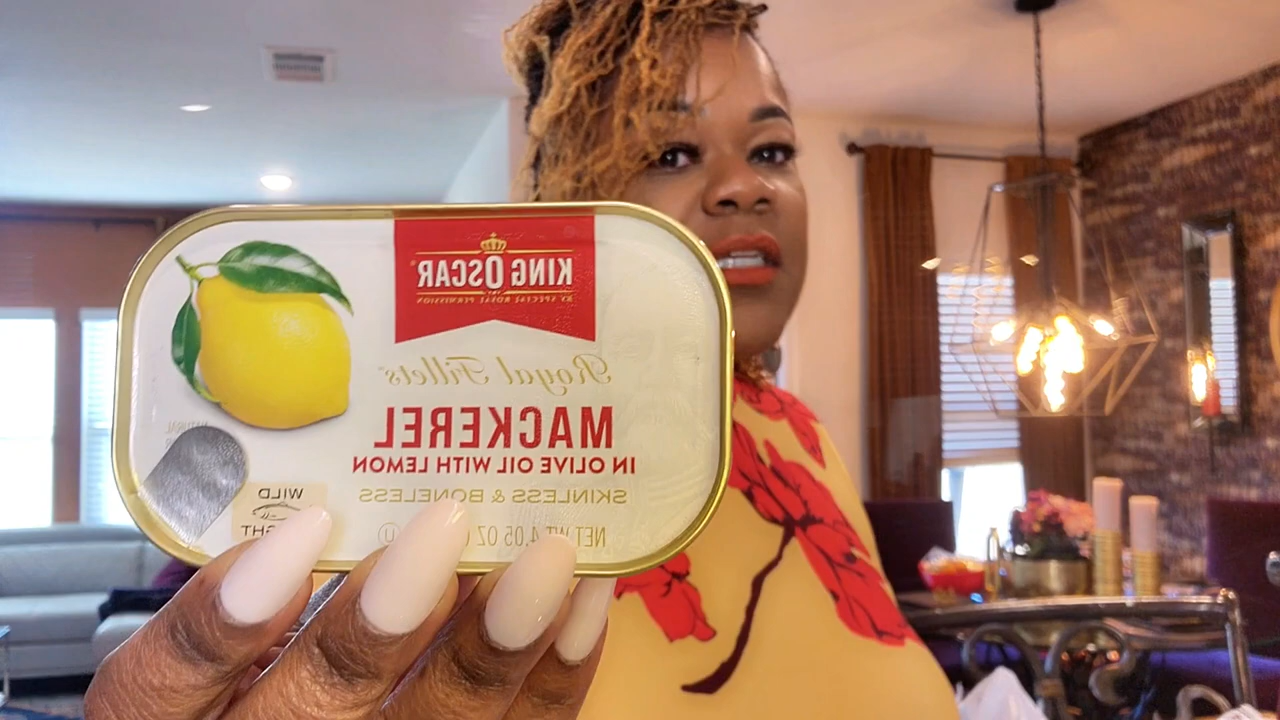 KING OSCAR
BY SPECIAL ROYAL PERMISSION
Royal Fillets
MACKEREL
IN OLIVE OIL WITH LEMON
SKINLESS & BONELESS
NET WT 4.05 OZ
U
NATURAL
WILD